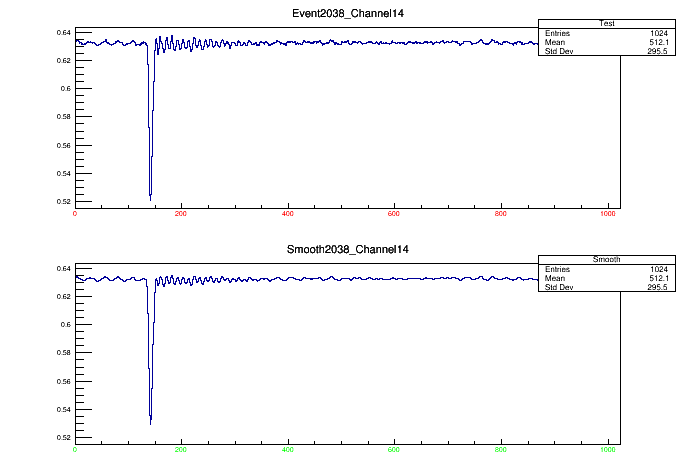 Event2038_Channel14
Test
Entries 1024
Mean 512.1
Std Dev 295.5
0.64
0.62
0.6
0.58
0.56
0.54
0.52
0 200 400 600 800 1000
Smooth2038_Channel14
Smooth
Entries 1024
Mean 512.1
Std Dev 295.5
0.64
0.62
0.6
0.58
0.56
0.54
0.52
0 200 400 600 800 1000